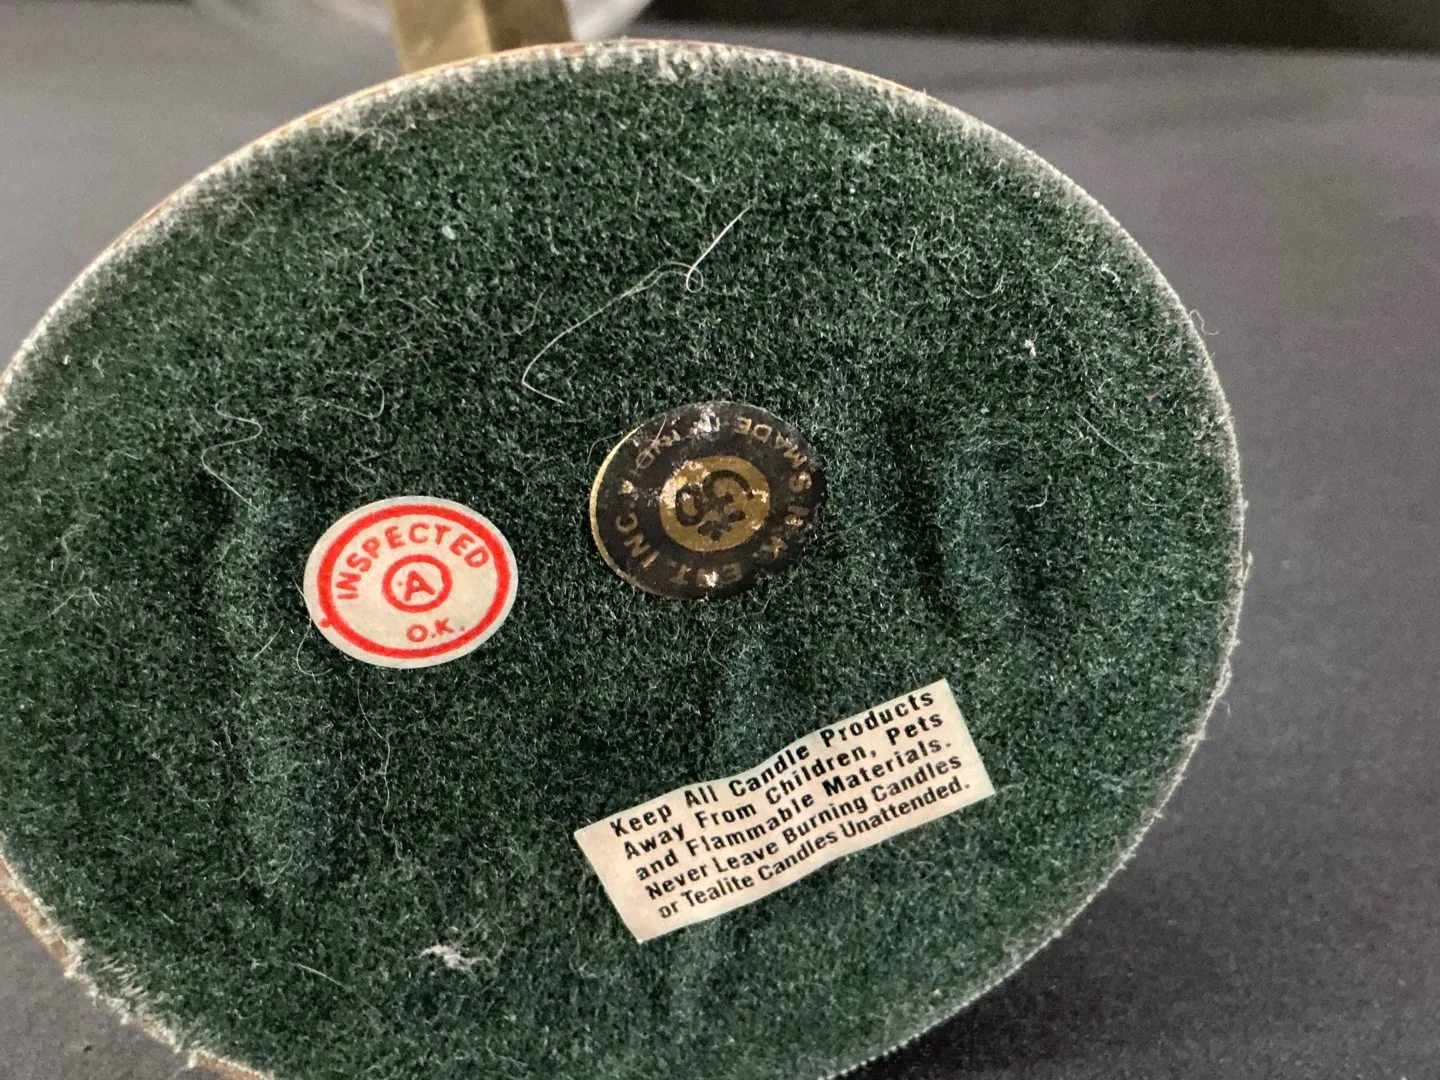 INSPECTED
A
O.K.
MADE IN INDIA
S.N.K. ENT. INC.
Keep All Candle Products
Away From Children, Pets
and Flammable Materials.
Never Leave Burning Candles
or Tealite Candles Unattended.